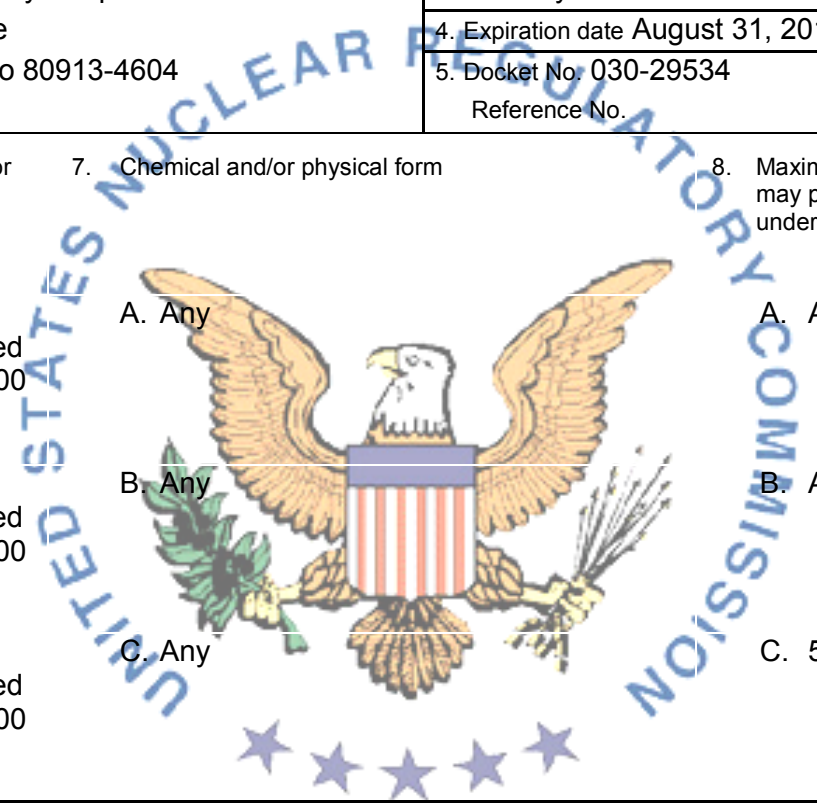 e
4. Expiration date August 31, 201
o 80913-4604
5. Docket No. 030-29534
Reference No.
or
7. Chemical and/or physical form
8. Maxim
may p
under
A. Any
A. A
ed
00
B. Any
B. A
ed
00
C. Any
C. 5
ed
00
UNITED STATES NUCLEAR REGULATORY COMMISSION